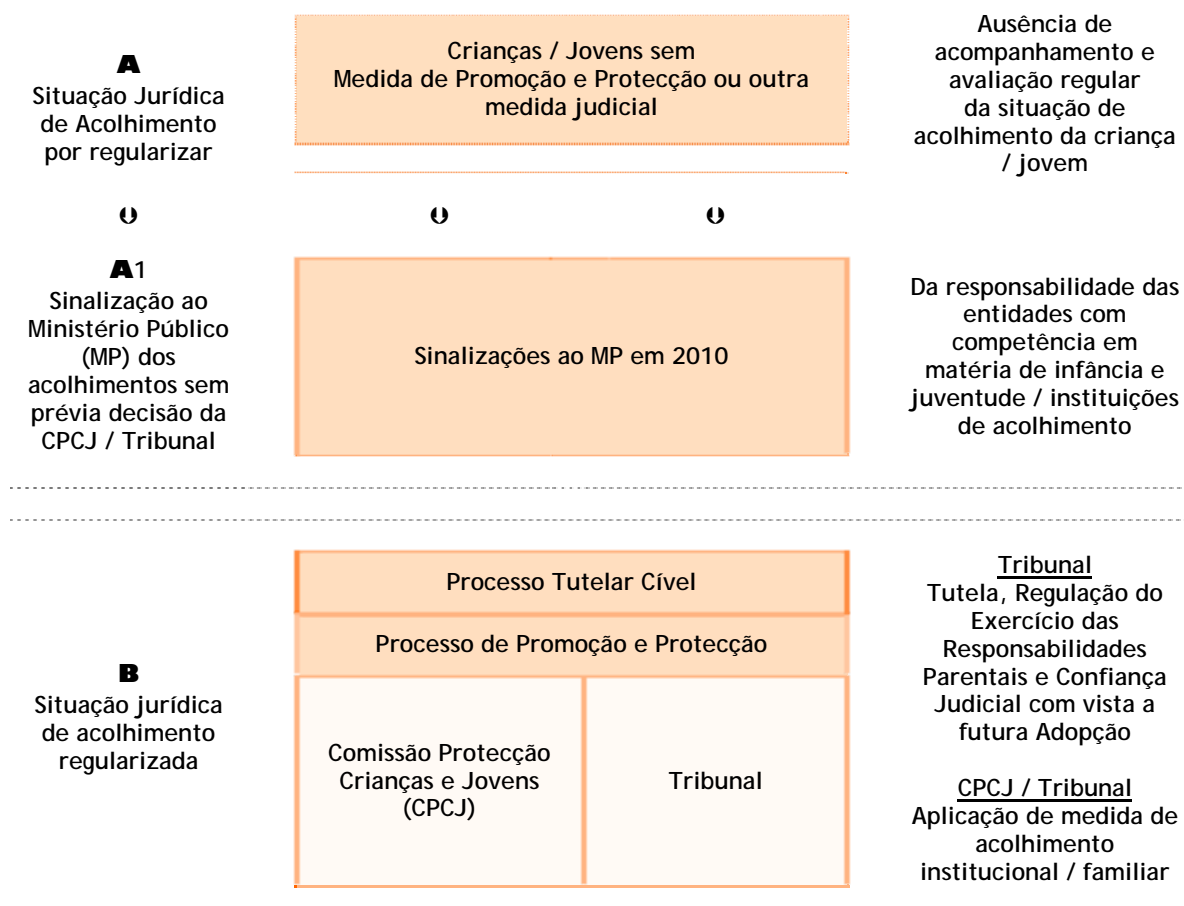 A
Situação Jurídica
de Acolhimento
por regularizar
Crianças / Jovens sem
Medida de Promoção e Protecção ou outra
medida judicial
Ausência de
acompanhamento e
avaliação regular
da situação de
acolhimento da criança
/ jovem
A1
Sinalização ao
Ministério Público
(MP) dos
acolhimentos sem
prévia decisão da
CPCJ / Tribunal
Sinalizações ao MP em 2010
Da responsabilidade das
entidades com
competência em
matéria de infância e
juventude / instituições
de acolhimento
B
Situação jurídica
de acolhimento
regularizada
Processo Tutelar Cível
Processo de Promoção e Protecção
Comissão Protecção
Crianças e Jovens
(CPCJ)
Tribunal
Tribunal
Tutela, Regulação do
Exercício das
Responsabilidades
Parentais e Confiança
Judicial com vista a
futura Adopção
CPCJ / Tribunal
Aplicação de medida de
acolhimento
institucional / familiar